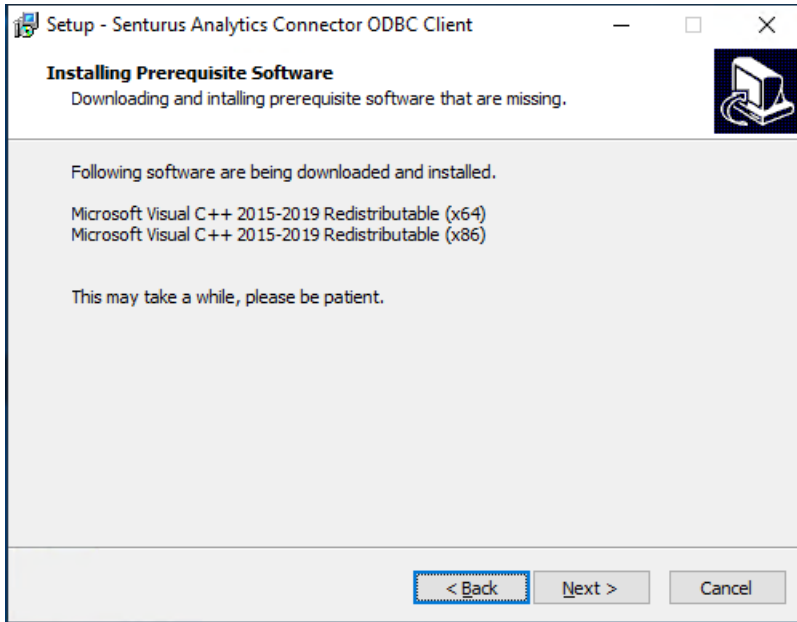 Setup - Senturus Analytics Connector ODBC Client
Installing Prerequisite Software
Downloading and intalling prerequisite software that are missing.
Following software are being downloaded and installed.
Microsoft Visual C++ 2015-2019 Redistributable (x64)
Microsoft Visual C++ 2015-2019 Redistributable (x86)
This may take a while, please be patient.
< Back Next > Cancel